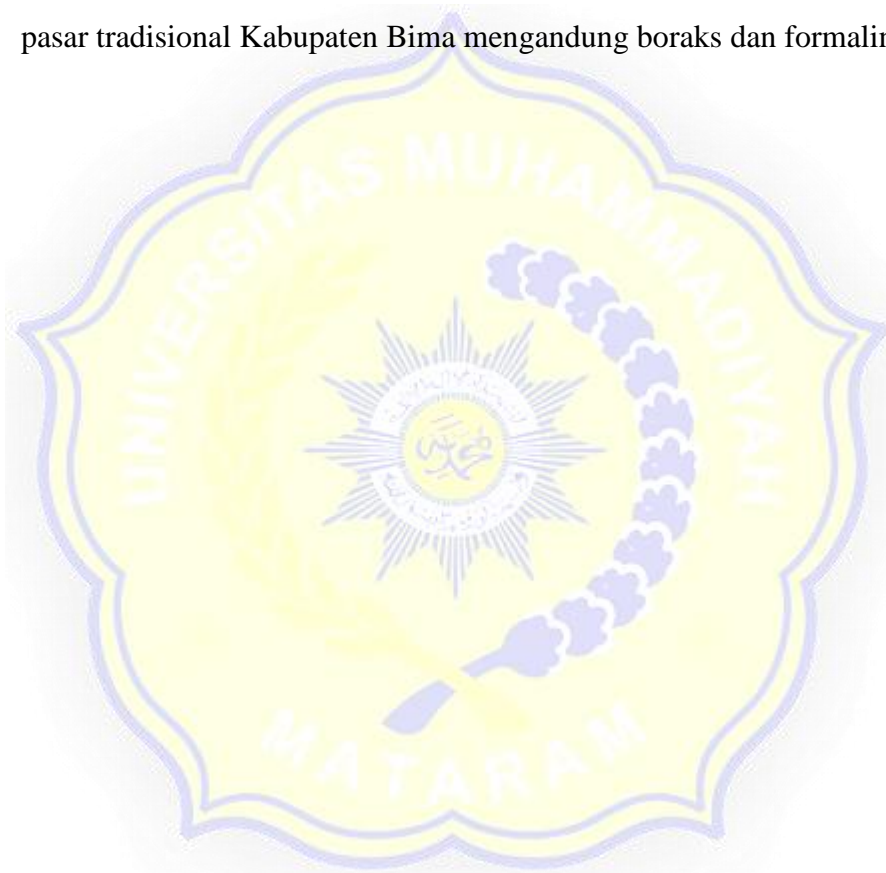 pasar tradisional Kabupaten Bima mengandung boraks dan formalin
UNIVERSITAS MUHAMMADIYAH
MATARAM